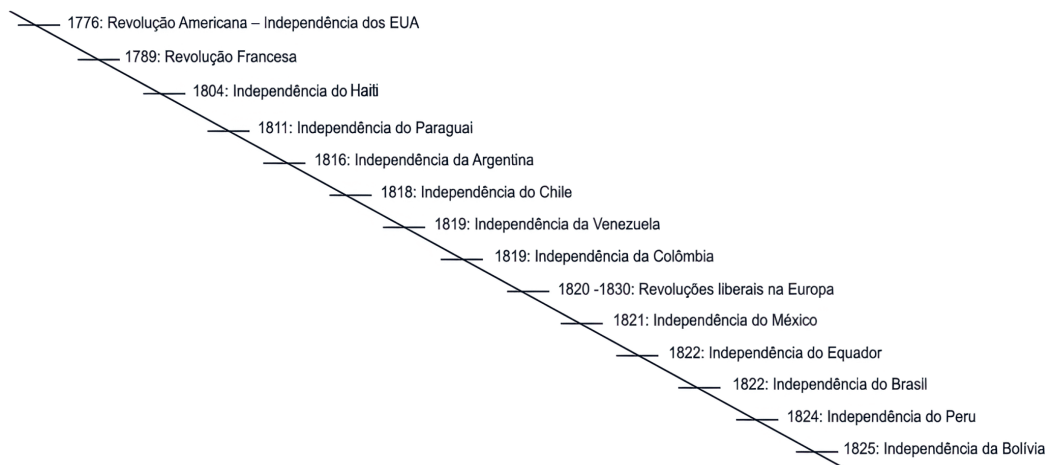 1776: Revolução Americana – Independência dos EUA
1789: Revolução Francesa
1804: Independência do Haiti
1811: Independência do Paraguai
1816: Independência da Argentina
1818: Independência do Chile
1819: Independência da Venezuela
1819: Independência da Colômbia
1820 -1830: Revoluções liberais na Europa
1821: Independência do México
1822: Independência do Equador
1822: Independência do Brasil
1824: Independência do Peru
1825: Independência da Bolívia